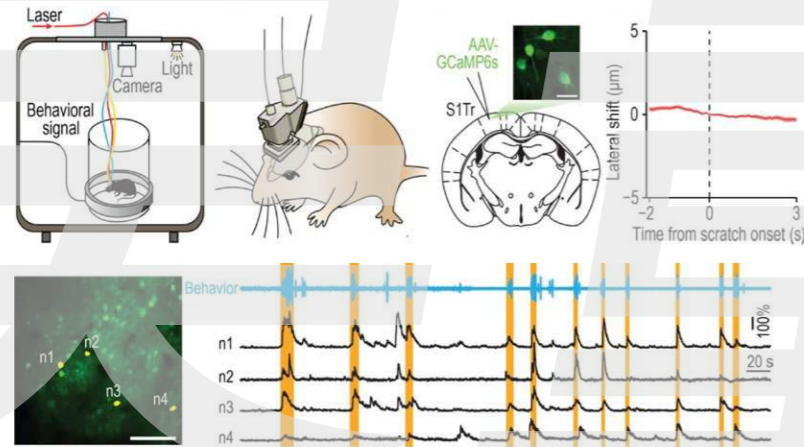 Laser
Camera
Light
Behavioral
signal
AAV-
GCaMP6s
S1Tr
Lateral shift (μm)
5
0
−5
−2
0
3
Time from scratch onset (s)
n1
n2
n3
n4
Behavior
n1
n2
n3
n4
100%
20 s